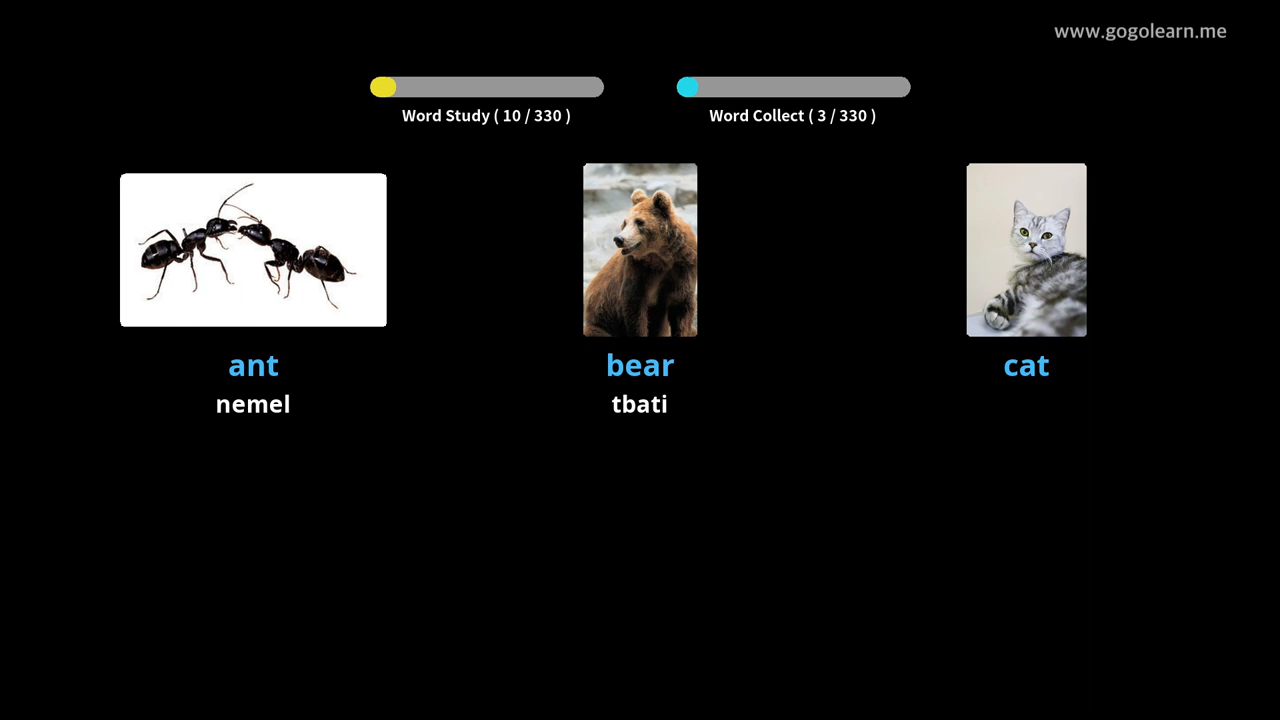 www.gogolearn.me
Word Study ( 10 / 330 )
Word Collect ( 3 / 330 )
ant
nemel
bear
tbati
cat